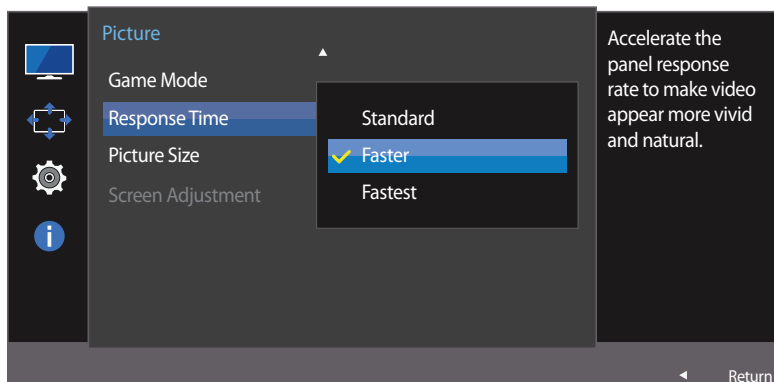 Picture
Game Mode
Response Time
Picture Size
Screen Adjustment
Standard
Faster
Fastest
Accelerate the
panel response
rate to make video
appear more vivid
and natural.
i
Return